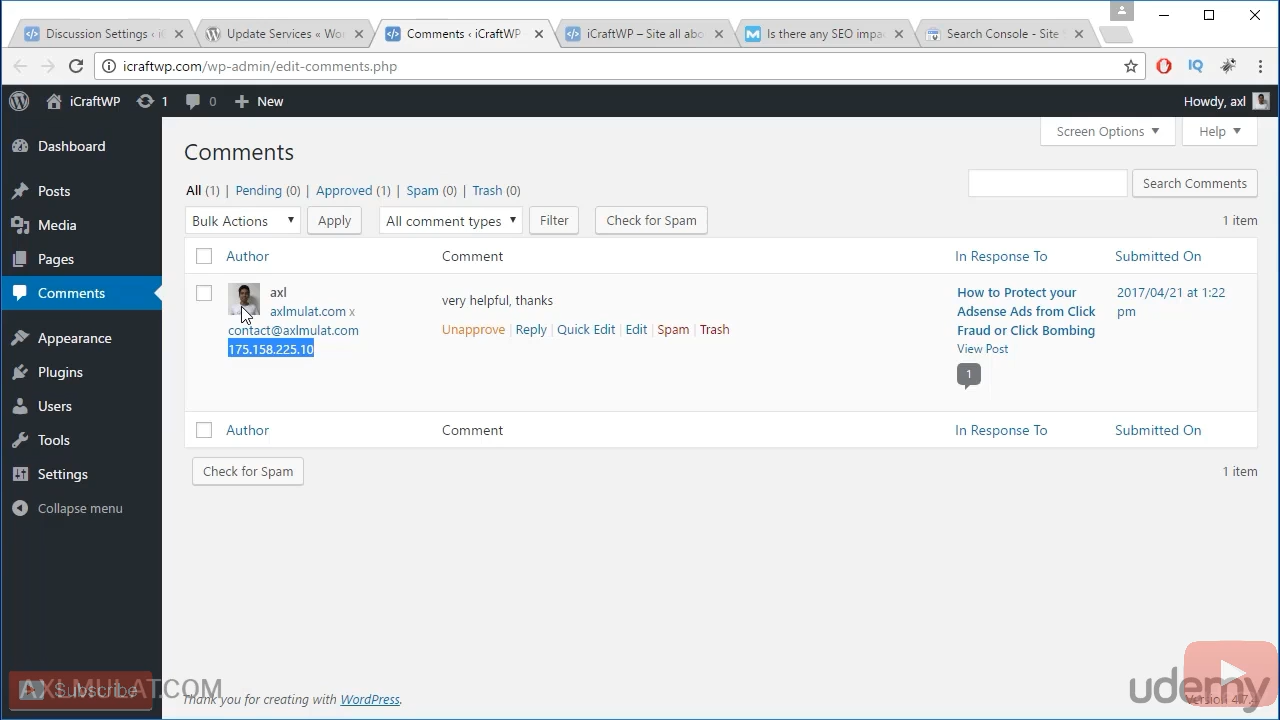 Discussion Settings ‹ i
Update Services « Wo
Comments ‹ iCraftWP
iCraftWP – Site all abo
Is there any SEO impa
Search Console - Site
icraftwp.com/wp-admin/edit-comments.php
IQ
iCraftWP 1 0 New
Howdy, axl
Screen Options Help
Dashboard
Posts
Media
Pages
Comments
Appearance
Plugins
Users
Tools
Settings
Collapse menu
Comments
All (1) | Pending (0) | Approved (1) | Spam (0) | Trash (0)
Search Comments
Bulk Actions Apply All comment types Filter Check for Spam 1 item
Author Comment In Response To Submitted On
axl
axlmulat.com x
contact@axlmulat.com
175.158.225.10
very helpful, thanks
Unapprove | Reply | Quick Edit | Edit | Spam | Trash
How to Protect your
Adsense Ads from Click
Fraud or Click Bombing
View Post
1
2017/04/21 at 1:22
pm
Author Comment In Response To Submitted On
Check for Spam 1 item
Subscribe
AXLMULAT.COM
Thank you for creating with WordPress.
udemy
Version 4.7.4